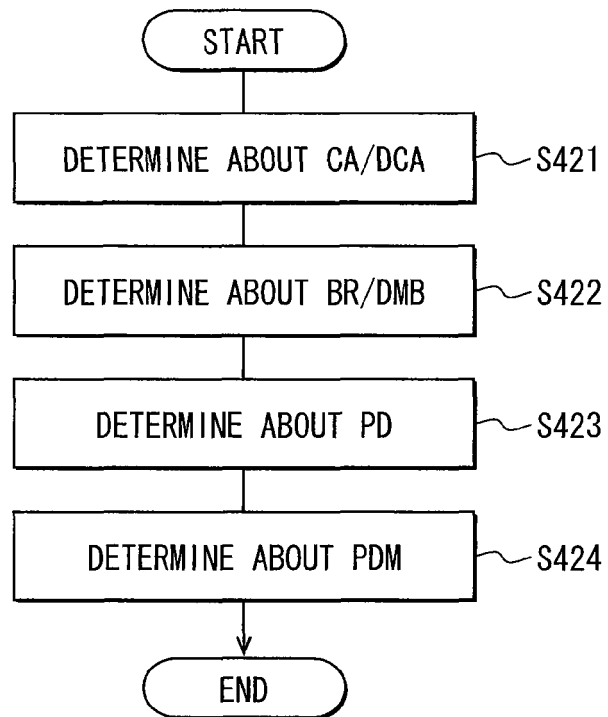 START
DETERMINE ABOUT CA/DCA S421
DETERMINE ABOUT BR/DMB S422
DETERMINE ABOUT PD S423
DETERMINE ABOUT PDM S424
END